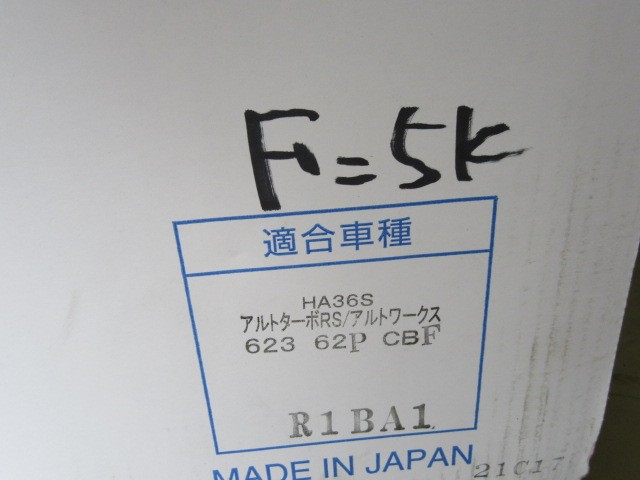 F=5K
適合車種
HA36S
アルトターボRS/アルトワークス
623 62P CBF
R1BA1
MADE IN JAPAN
21C17